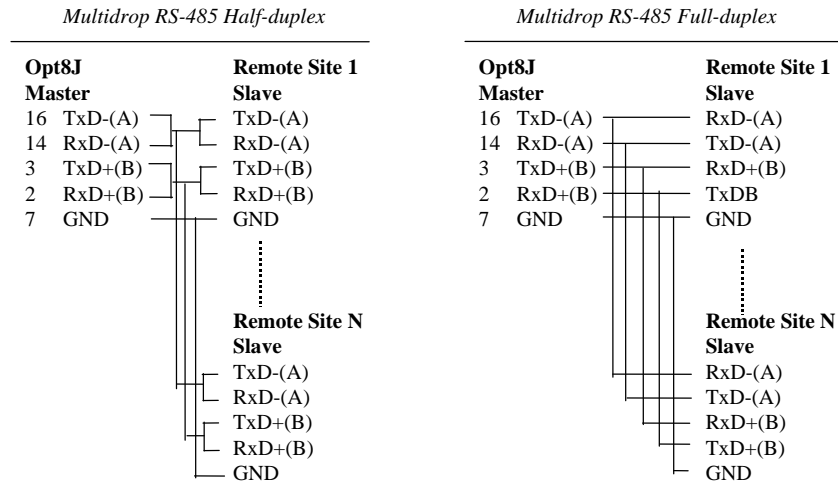 Multidrop RS-485 Half-duplex
Opt8J Master
Remote Site 1 Slave
16 TxD-(A)
14 RxD-(A)
3 TxD+(B)
2 RxD+(B)
7 GND
TxD-(A)
RxD-(A)
TxD+(B)
RxD+(B)
GND
Remote Site N
Slave
TxD-(A)
RxD-(A)
TxD+(B)
RxD+(B)
GND
Multidrop RS-485 Full-duplex
Opt8J Master
Remote Site 1 Slave
16 TxD-(A)
14 RxD-(A)
3 TxD+(B)
2 RxD+(B)
7 GND
RxD-(A)
TxD-(A)
RxD+(B)
TxDB
GND
Remote Site N
Slave
RxD-(A)
TxD-(A)
RxD+(B)
TxD+(B)
GND